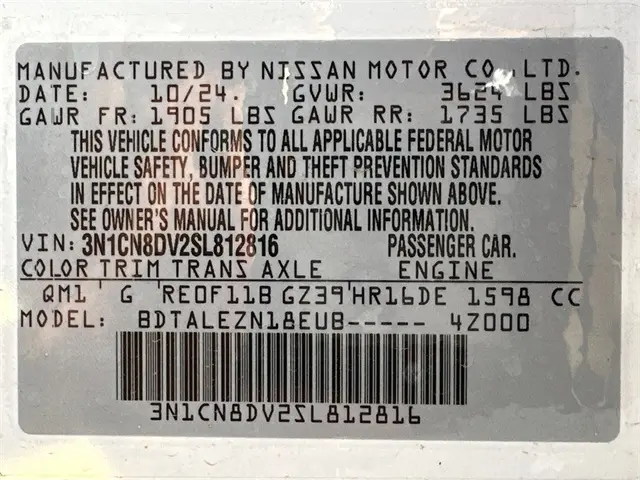 MANUFACTURED BY NISSAN MOTOR CO., LTD.
DATE: 10/24. GVWR: 3624 LBS
GAWR FR: 1905 LBS GAWR RR: 1735 LBS
THIS VEHICLE CONFORMS TO ALL APPLICABLE FEDERAL MOTOR
VEHICLE SAFETY, BUMPER AND THEFT PREVENTION STANDARDS
IN EFFECT ON THE DATE OF MANUFACTURE SHOWN ABOVE.
SEE OWNER'S MANUAL FOR ADDITIONAL INFORMATION.
VIN: 3N1CN8DV2SL812816 PASSENGER CAR.
COLOR TRIM TRANS AXLE ENGINE
QM1 G RE0F11B GZ39 HR16DE 1598 CC
MODEL: BDTALEZN18EUB----- 4Z000
3N1CN8DV2SL812816